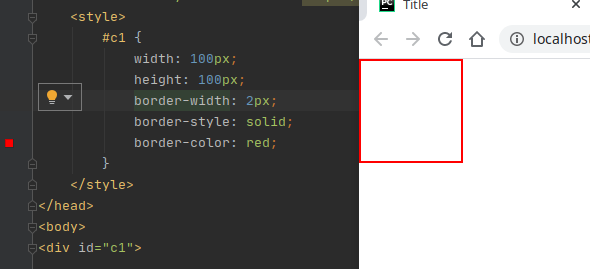 <style>
#c1 {
width: 100px;
height: 100px;
border-width: 2px;
border-style: solid;
border-color: red;
}
</style>
</head>
<body>
<div id="c1">
PC
Title
localhost